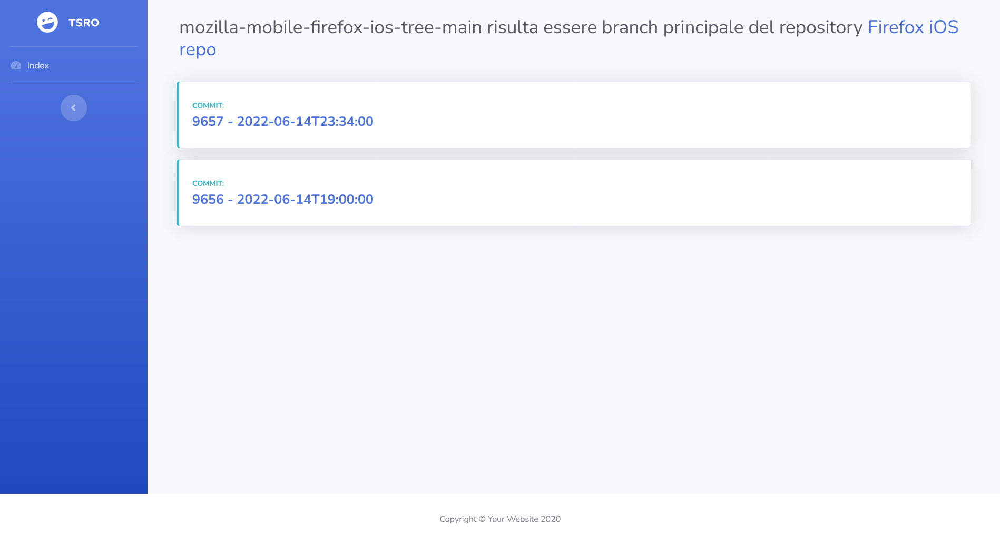 TSRO
Index
mozilla-mobile-firefox-ios-tree-main risulta essere branch principale del repository Firefox iOS
repo
COMMIT:
9657 - 2022-06-14T23:34:00
COMMIT:
9656 - 2022-06-14T19:00:00
Copyright © Your Website 2020